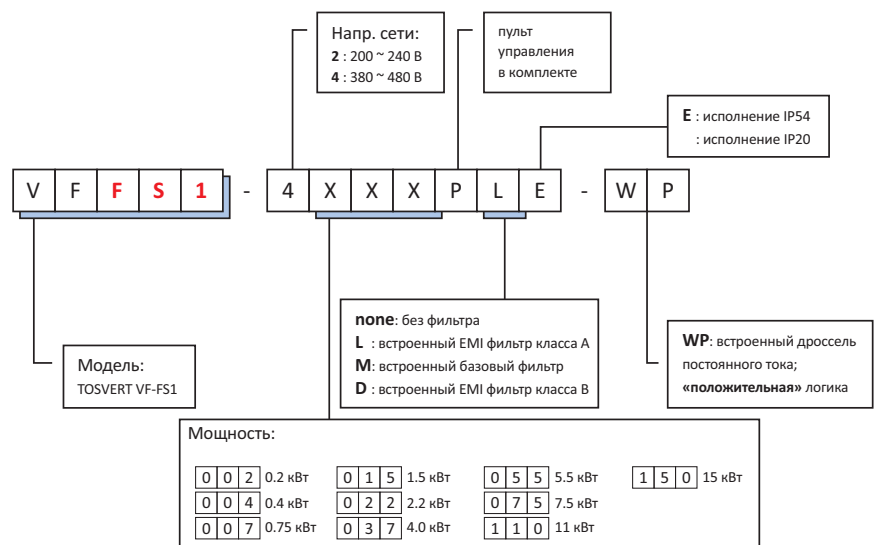 Напр. сети:
2 : 200 ~ 240 В
4 : 380 ~ 480 В
пульт
управления
в комплекте
E : исполнение IP54
: исполнение IP20
V F F S 1 - 4 X X X P L E - W P
none: без фильтра
L : встроенный EMI фильтр класса A
M: встроенный базовый фильтр
D : встроенный EMI фильтр класса B
WP: встроенный дроссель
постоянного тока;
«положительная» логика
Модель:
TOSVERT VF-FS1
Мощность:
0 0 2 0.2 кВт 0 1 5 1.5 кВт 0 5 5 5.5 кВт 1 5 0 15 кВт
0 0 4 0.4 кВт 0 2 2 2.2 кВт 0 7 5 7.5 кВт
0 0 7 0.75 кВт 0 3 7 4.0 кВт 1 1 0 11 кВт